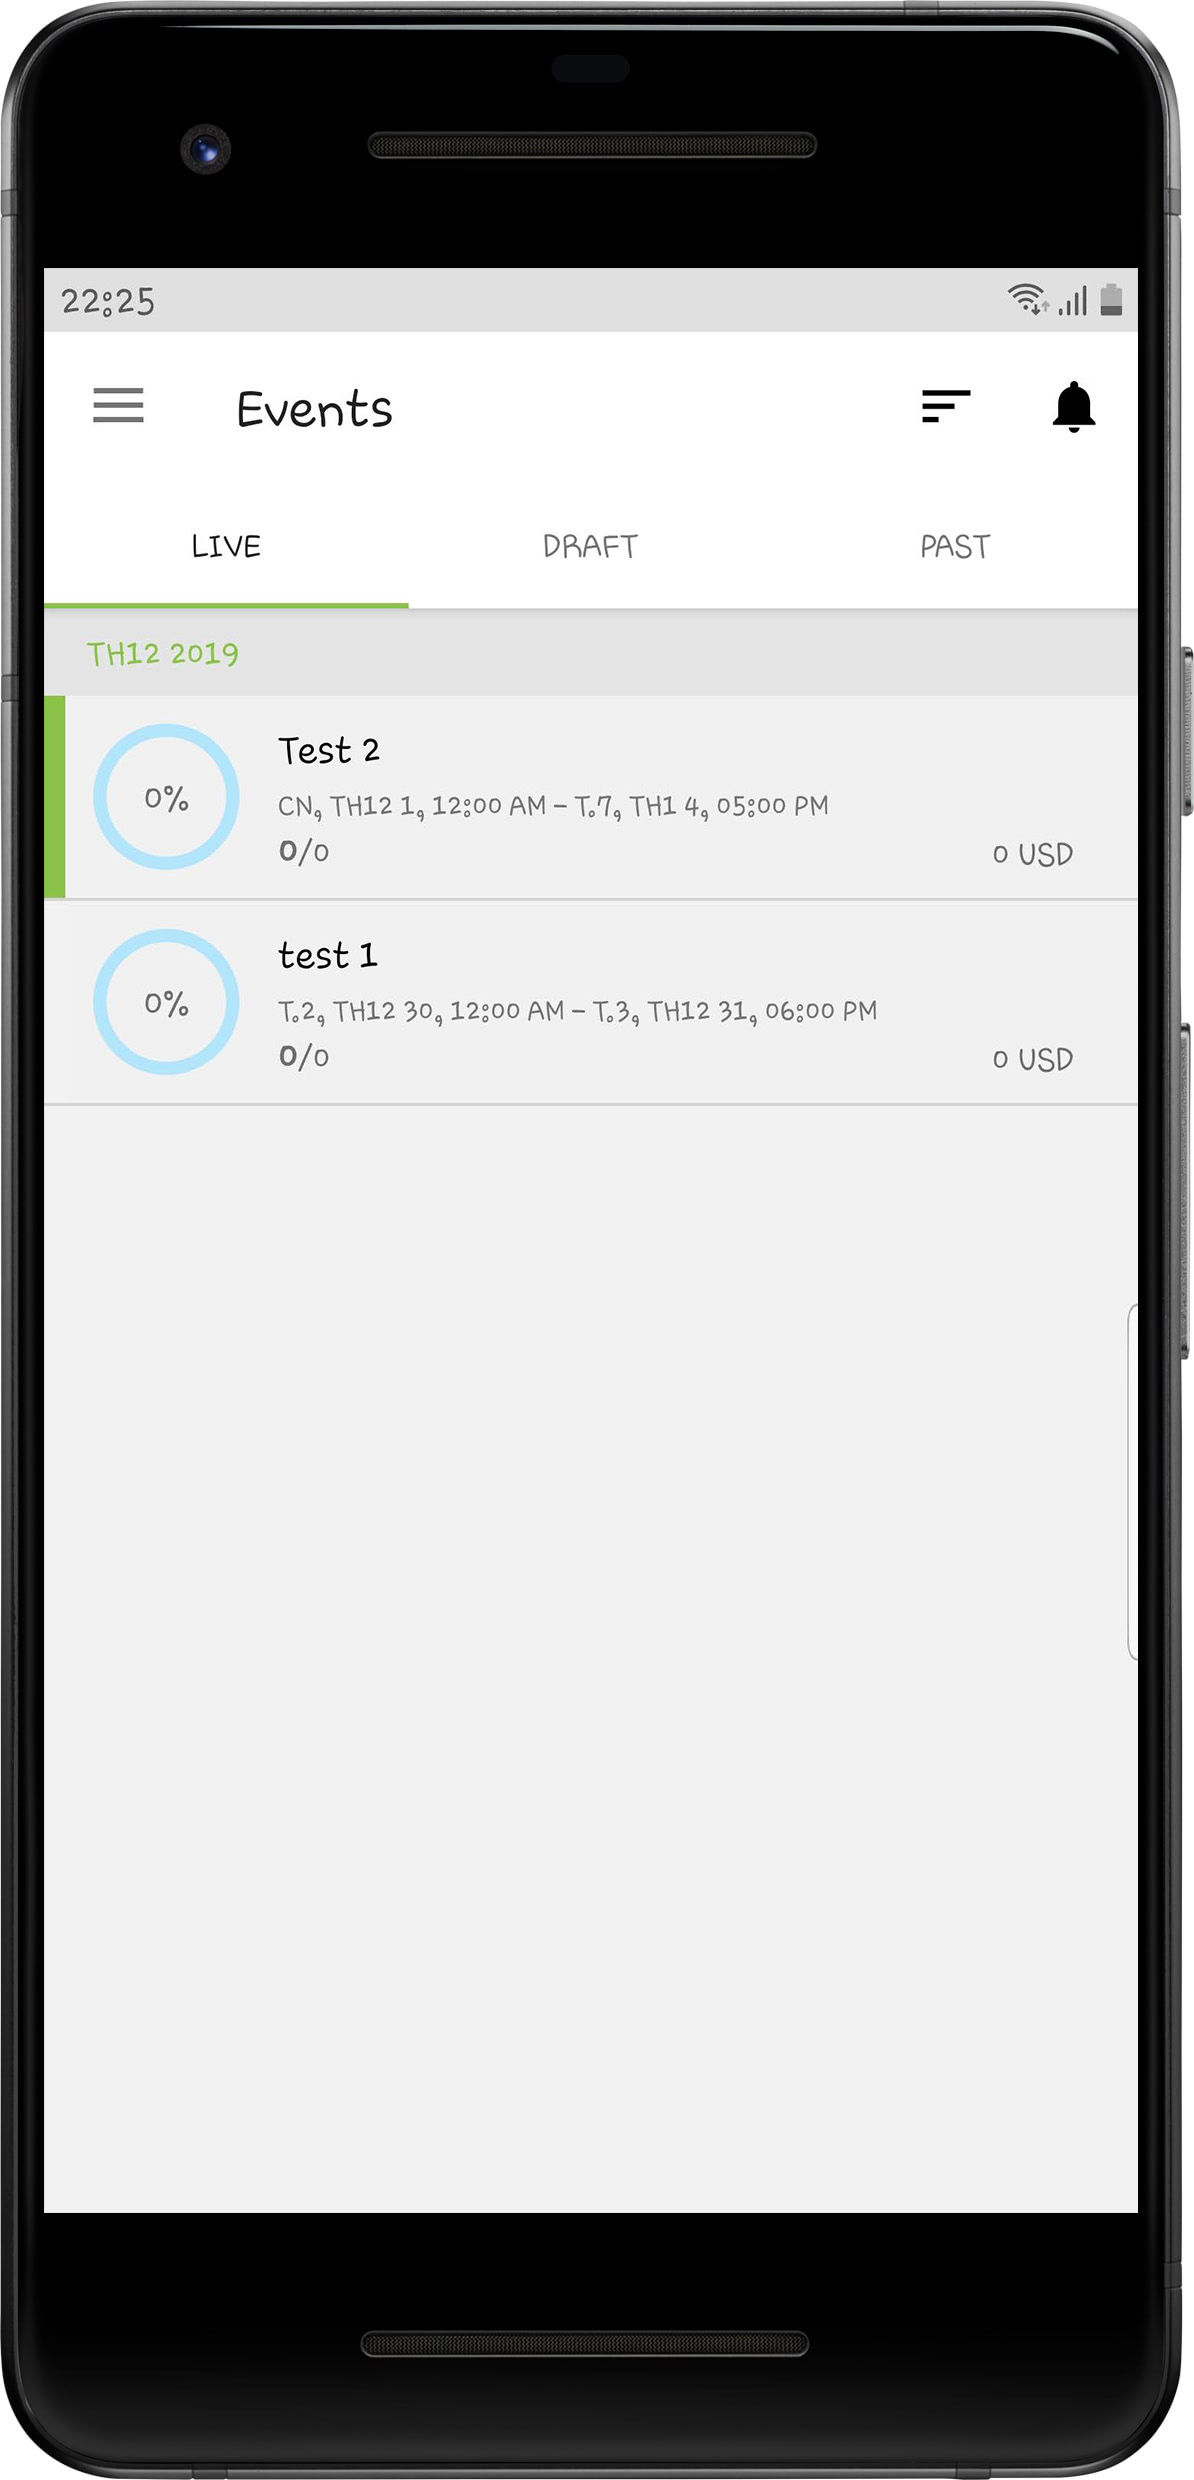 22:25
Events
LIVE DRAFT PAST
TH12 2019
0%
Test 2
CN, TH12 1, 12:00 AM – T.7, TH1 4, 05:00 PM
0/0 0 USD
0%
test 1
T.2, TH12 30, 12:00 AM – T.3, TH12 31, 06:00 PM
0/0 0 USD